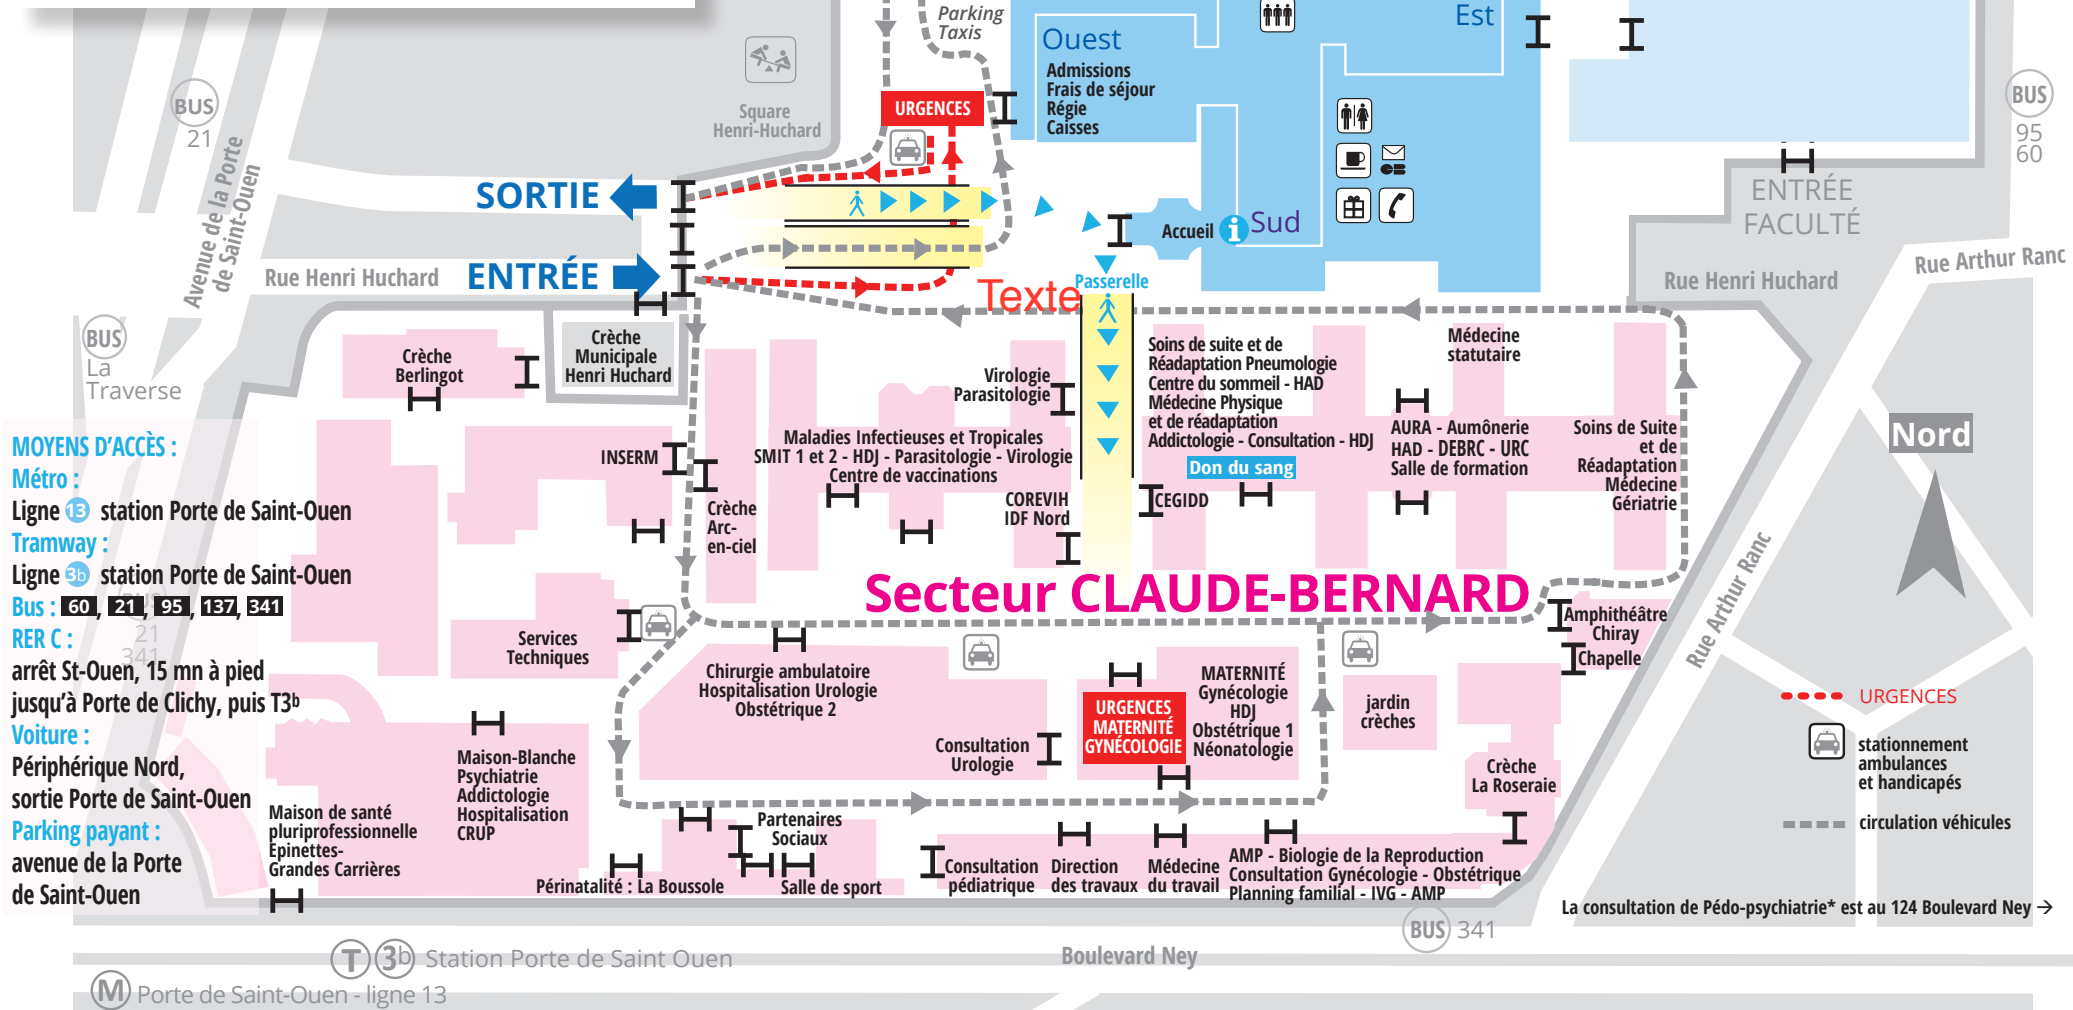 Parking
Taxis
Ouest
Admissions
Frais de séjour
Régie
Caisses
Est
BUS
21
Square
Henri-Huchard
URGENCES
BUS
95
60
Avenue de la Porte
de Saint-Ouen
SORTIE
ENTRÉE
FACULTÉ
Accueil
i
Sud
Rue Henri Huchard
ENTRÉE
Passerelle
Texte
Rue Henri Huchard
Rue Arthur Ranc
BUS
La
Traverse
Crèche
Berlingot
Crèche
Municipale
Henri Huchard
Virologie
Parasitologie
Soins de suite et de
Réadaptation Pneumologie
Centre du sommeil - HAD
Médecine Physique
et de réadaptation
Addictologie - Consultation - HDJ
Don du sang
Médecine
statutaire
AURA - Aumônerie
HAD - DEBRC - URC
Salle de formation
Soins de Suite
et de
Réadaptation
Médecine
Gériatrie
Nord
INSERM
Maladies Infectieuses et Tropicales
SMIT 1 et 2 - HDJ - Parasitologie - Virologie
Centre de vaccinations
Crèche
Arc-
en-ciel
COREVIH
IDF Nord
CEGIDD
MOYENS D'ACCÈS :
Métro :
Ligne 13 station Porte de Saint-Ouen
Tramway :
Ligne 3b station Porte de Saint-Ouen
Bus : 60, 21, 95, 137, 341
RER C :
arrêt St-Ouen, 15 mn à pied
jusqu'à Porte de Clichy, puis T3b
Voiture :
Périphérique Nord,
sortie Porte de Saint-Ouen
Parking payant :
avenue de la Porte
de Saint-Ouen
BUS
21
341
Secteur CLAUDE-BERNARD
Rue Arthur Ranc
Services
Techniques
Amphithéâtre
Chiray
Chapelle
Chirurgie ambulatoire
Hospitalisation Urologie
Obstétrique 2
Consultation
Urologie
URGENCES
MATERNITÉ
GYNÉCOLOGIE
MATERNITÉ
Gynécologie
HDJ
Obstétrique 1
Néonatologie
jardin
crèches
Crèche
La Roseraie
URGENCES
stationnement
ambulances
et handicapés
circulation véhicules
Maison-Blanche
Psychiatrie
Addictologie
Hospitalisation
CRUP
Maison de santé
pluriprofessionnelle
Epinettes-
Grandes Carrières
Partenaires
Sociaux
Périnatalité : La Boussole
Salle de sport
Consultation
pédiatrique
Direction
des travaux
Médecine
du travail
AMP - Biologie de la Reproduction
Consultation Gynécologie - Obstétrique
Planning familial - IVG - AMP
La consultation de Pédo-psychiatrie* est au 124 Boulevard Ney →
BUS 341
T 3b Station Porte de Saint Ouen
Boulevard Ney
M Porte de Saint-Ouen - ligne 13